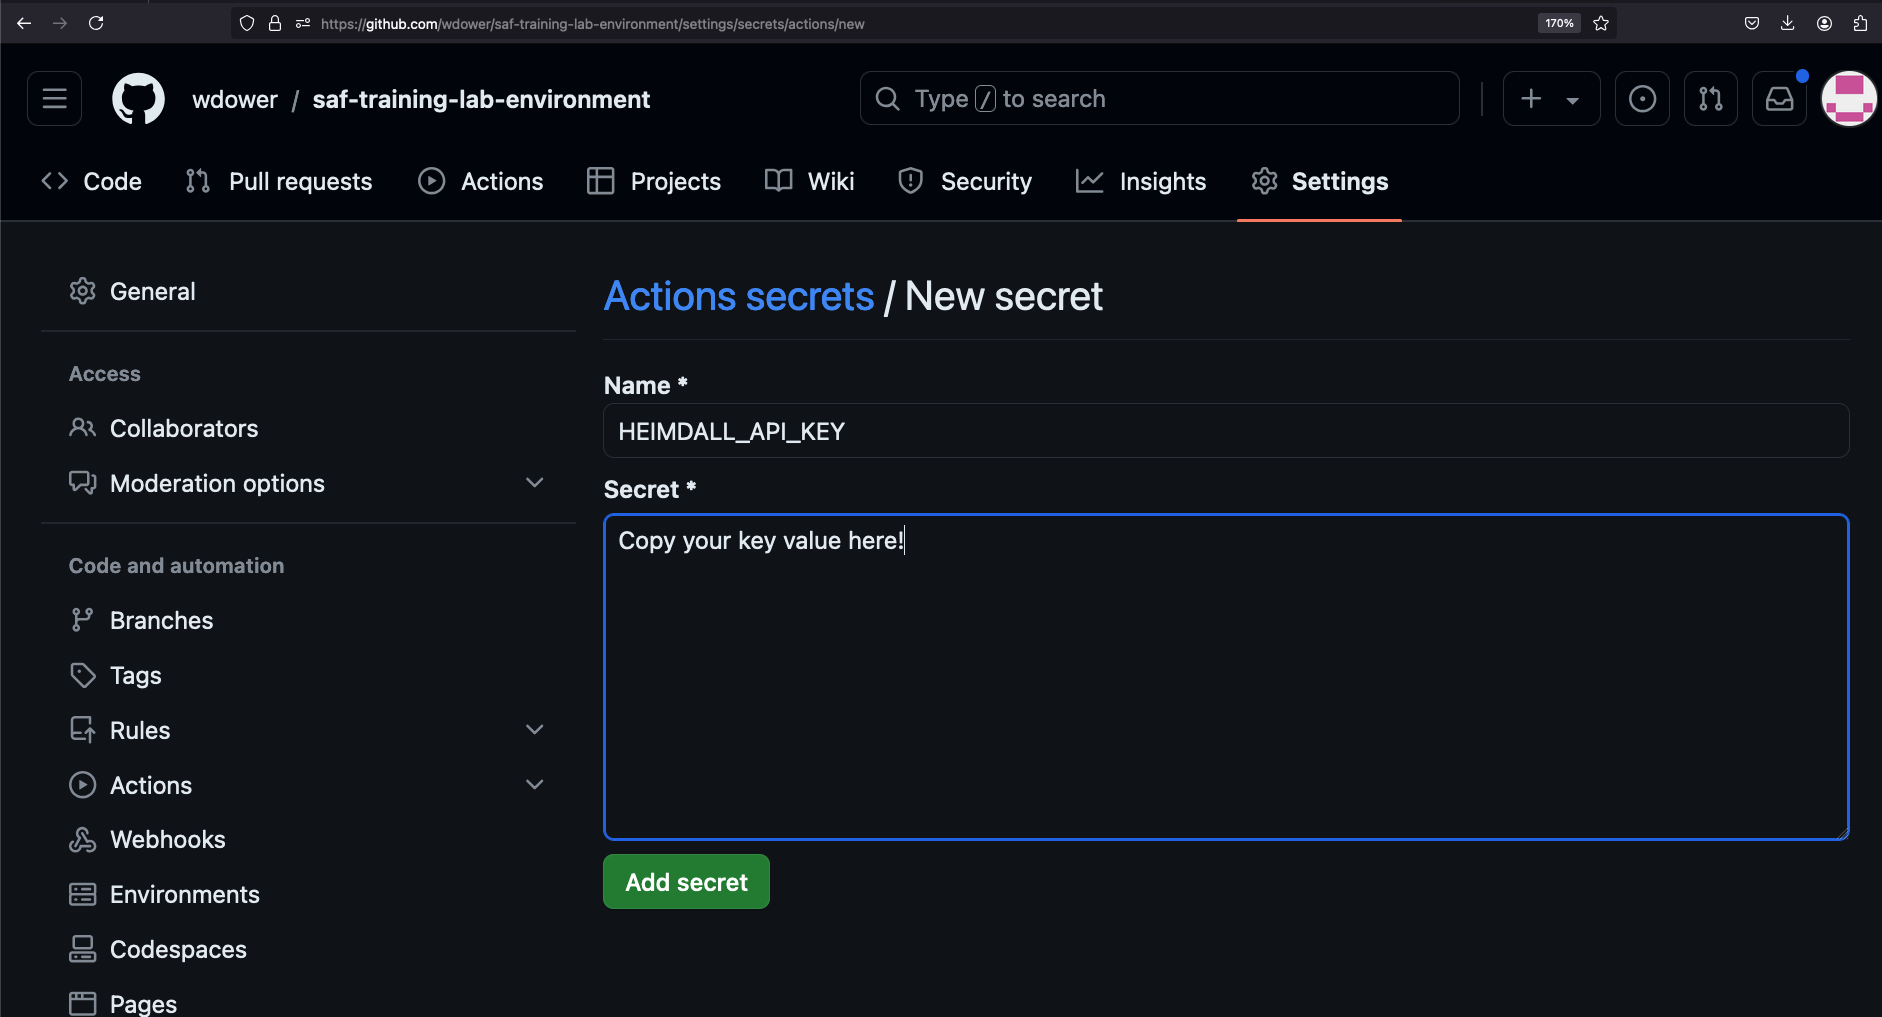 https://github.com/wdower/saf-training-lab-environment/settings/secrets/actions/new
170%
wdower / saf-training-lab-environment
Type / to search
Code
Pull requests
Actions
Projects
Wiki
Security
Insights
Settings
General
Access
Collaborators
Moderation options
Code and automation
Branches
Tags
Rules
Actions
Webhooks
Environments
Codespaces
Pages
Actions secrets / New secret
Name *
HEIMDALL_API_KEY
Secret *
Copy your key value here!
Add secret